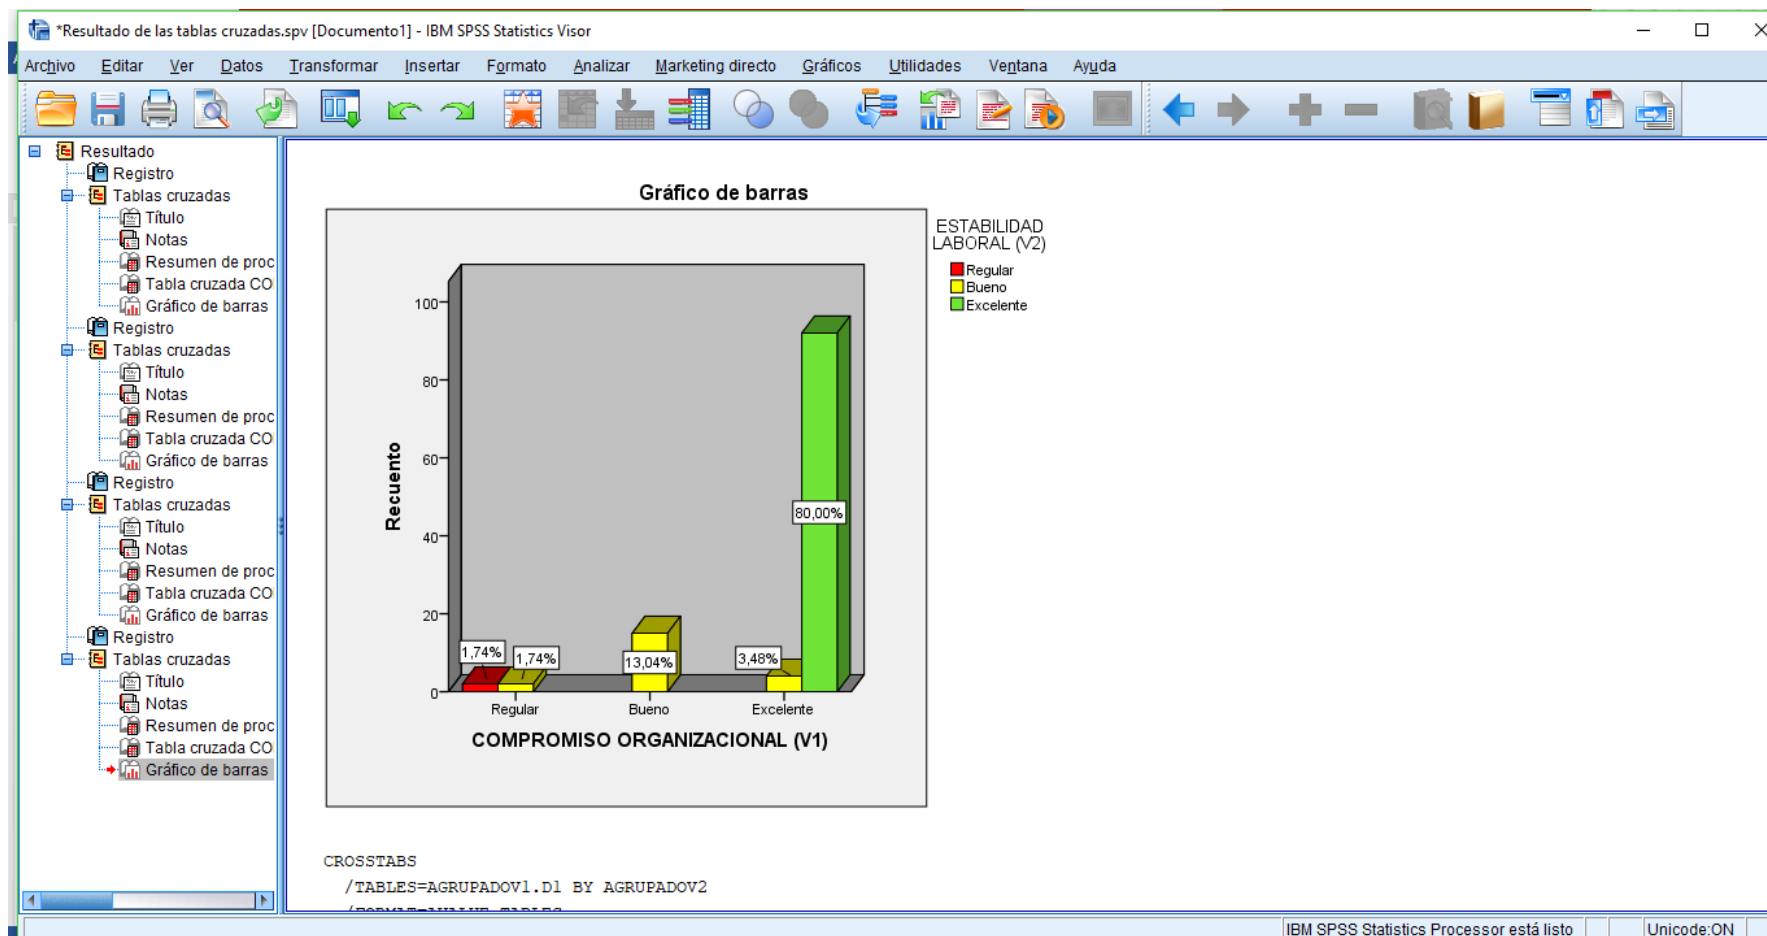 *Resultado de las tablas cruzadas.spv [Documento1] - IBM SPSS Statistics Visor
Archivo Editar Ver Datos Transformar Insertar Formato Analizar Marketing directo Gráficos Utilidades Ventana Ayuda
Resultado
Registro
Tablas cruzadas
Título
Notas
Resumen de proc
Tabla cruzada CO
Gráfico de barras
Registro
Tablas cruzadas
Título
Notas
Resumen de proc
Tabla cruzada CO
Gráfico de barras
Registro
Tablas cruzadas
Título
Notas
Resumen de proc
Tabla cruzada CO
Gráfico de barras
Registro
Tablas cruzadas
Título
Notas
Resumen de proc
Tabla cruzada CO
Gráfico de barras
Gráfico de barras
ESTABILIDAD
LABORAL (V2)
Regular
Bueno
Excelente
Recuento
100
80
60
40
20
0
80,00%
1,74%
1,74%
13,04%
3,48%
Regular Bueno Excelente
COMPROMISO ORGANIZACIONAL (V1)
CROSSTABS
/TABLES=AGRUPADOV1.D1 BY AGRUPADOV2
/FORMAT=AVALUE TABLES
IBM SPSS Statistics Processor está listo Unicode:ON